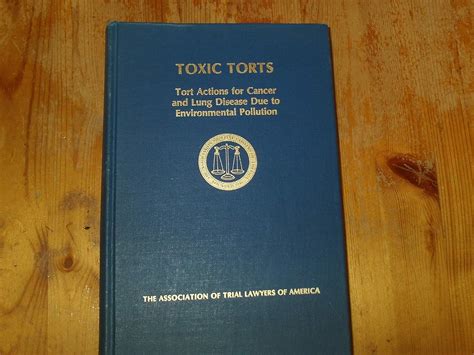 TOXIC TORTS
Tort Actions for Cancer
and Lung Disease Due to
Environmental Pollution
THE ASSOCIATION OF TRIAL LAWYERS OF AMERICA